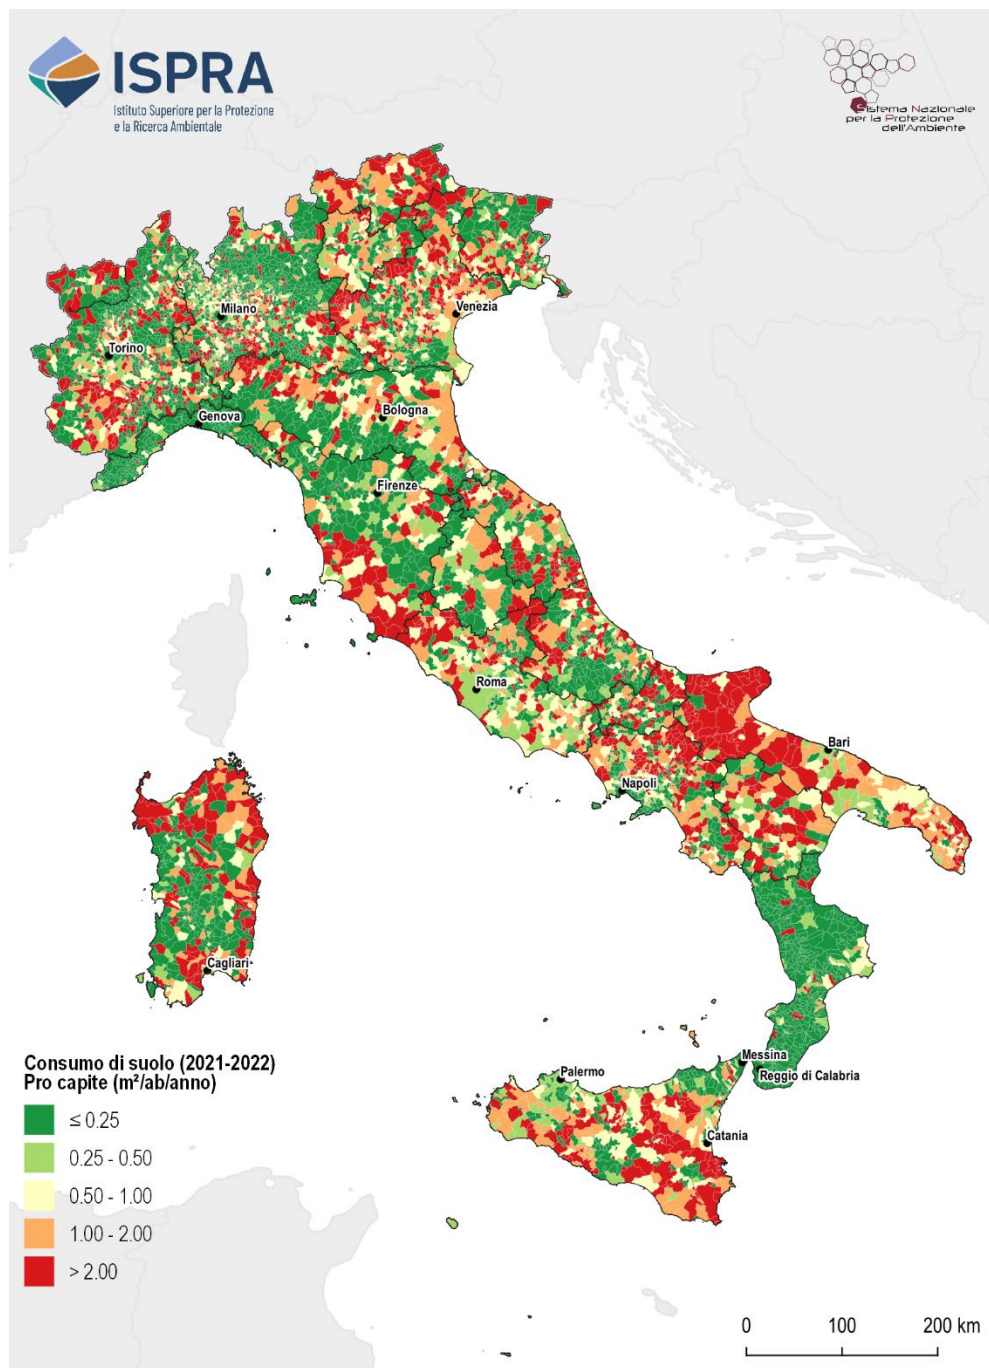 ISPRA
Istituto Superiore per la Protezione
e la Ricerca Ambientale
Sistema Nazionale
per la Protezione
dell'Ambiente
Milano
Venezia
Torino
Genova
Bologna
Firenze
Roma
Bari
Napoli
Cagliari
Messina
Palermo
Reggio di Calabria
Catania
Consumo di suolo (2021-2022)
Pro capite (m²/ab/anno)
≤ 0.25
0.25 - 0.50
0.50 - 1.00
1.00 - 2.00
> 2.00
0 100 200 km